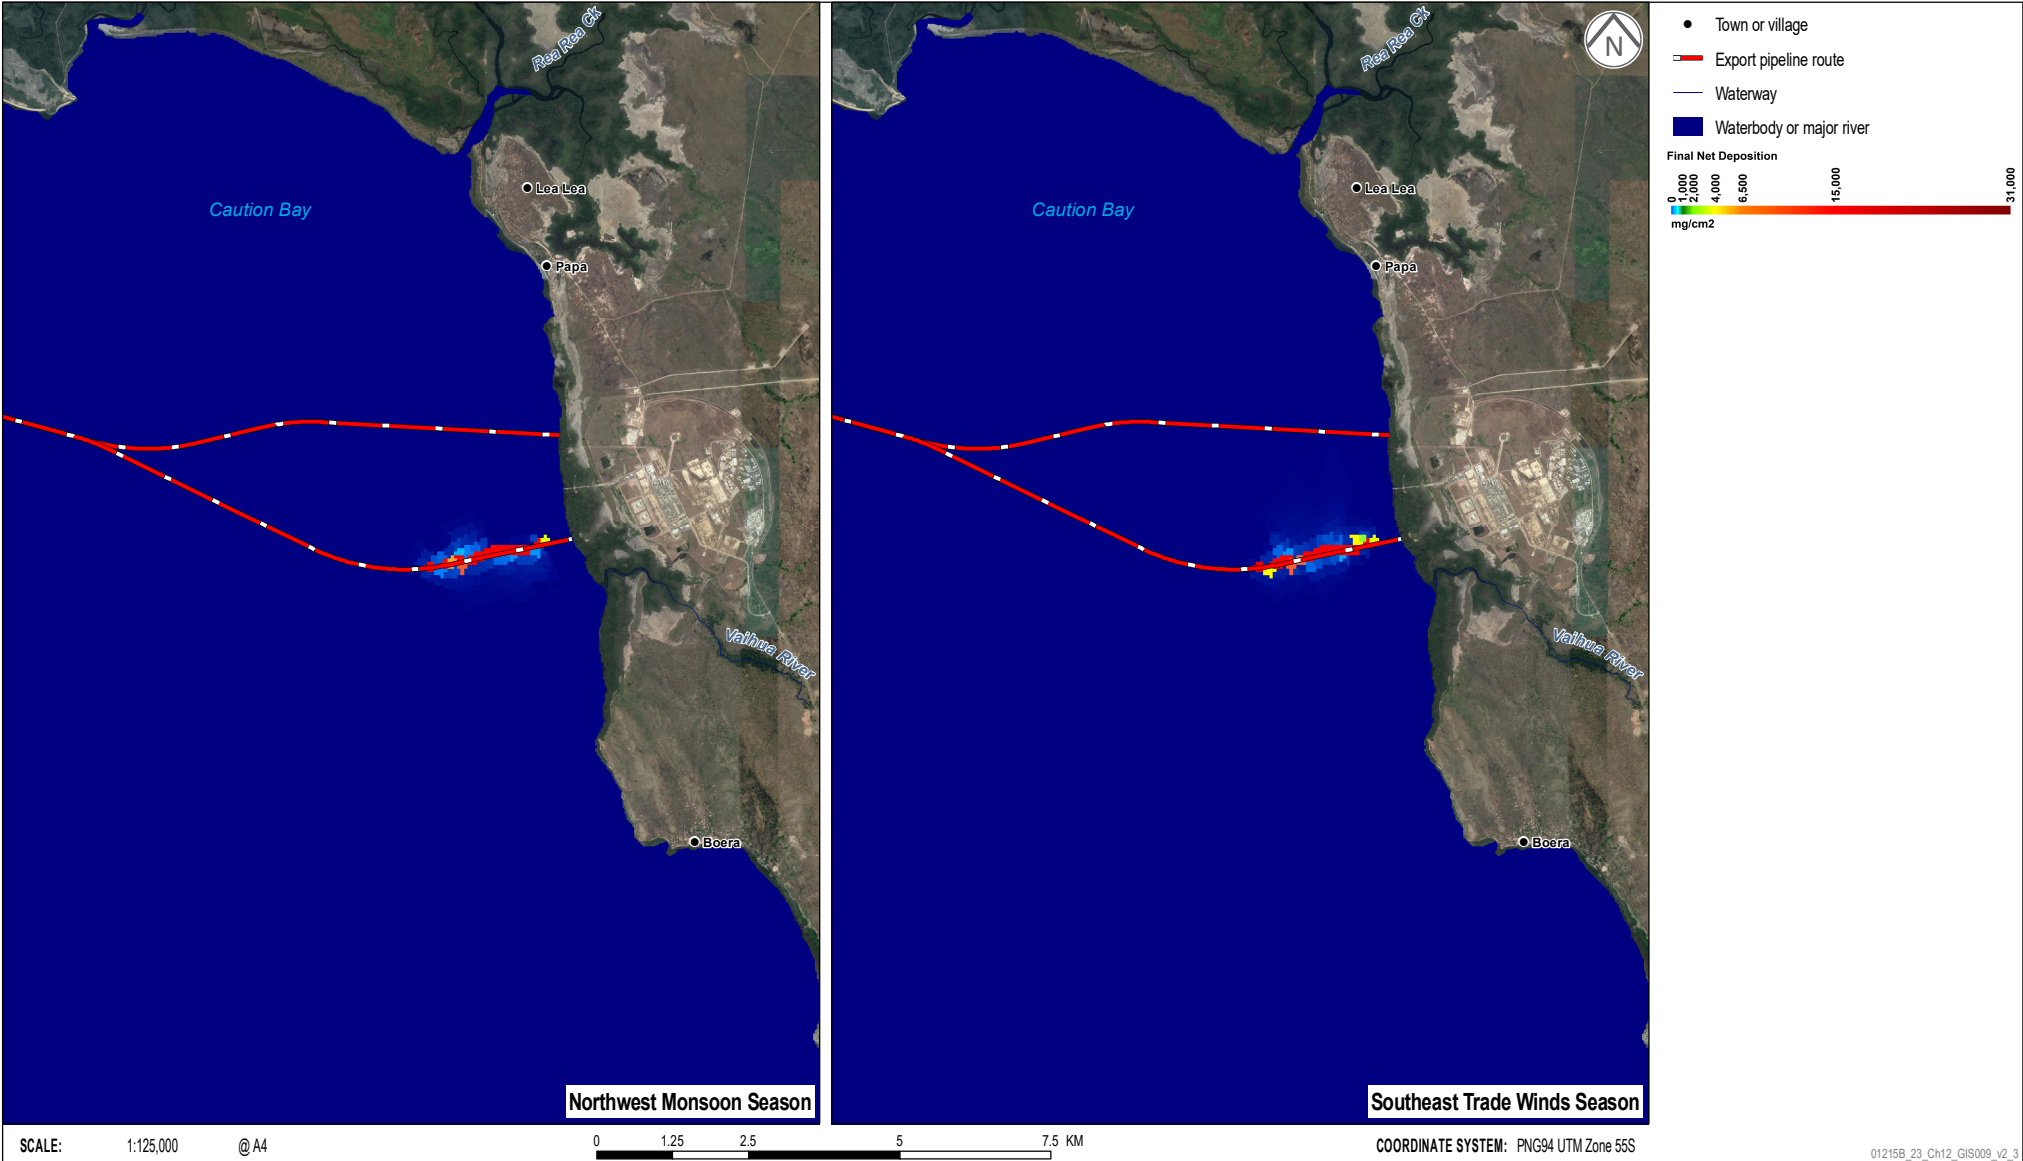 Rea Rea Ck
Lea Lea
Caution Bay
Papa
Vaihua River
Boera
Northwest Monsoon Season
Rea Rea Ck
N
Lea Lea
Caution Bay
Papa
Vaihua River
Boera
Southeast Trade Winds Season
Town or village
Export pipeline route
Waterway
Waterbody or major river
Final Net Deposition
0 1,000 2,000 4,000 6,500 15,000 31,000
mg/cm2
SCALE: 1:125,000 @ A4
0 1.25 2.5 5 7.5 KM
COORDINATE SYSTEM: PNG94 UTM Zone 55S
01215B_23_Ch12_GIS009_v2_3